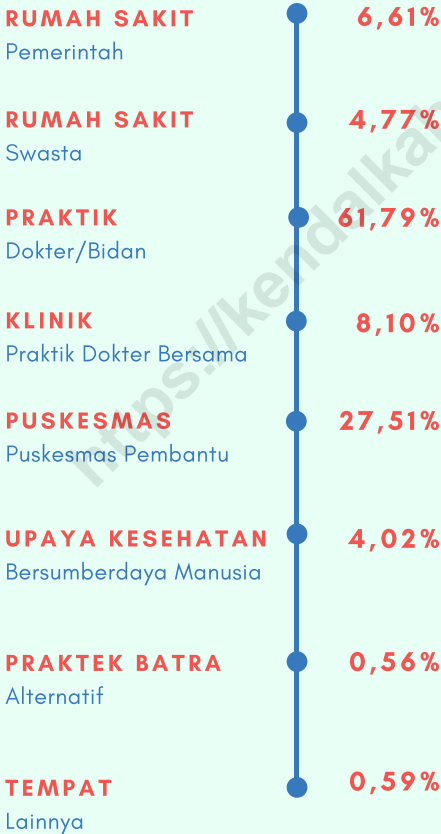 RUMAH SAKIT 6,61%
Pemerintah
RUMAH SAKIT 4,77%
Swasta
PRAKTIK 61,79%
Dokter/Bidan
KLINIK 8,10%
Praktik Dokter Bersama
PUSKESMAS 27,51%
Puskesmas Pembantu
UPAYA KESEHATAN 4,02%
Bersumberdaya Manusia
PRAKTEK BATRA 0,56%
Alternatif
TEMPAT 0,59%
Lainnya
https://kendalkab